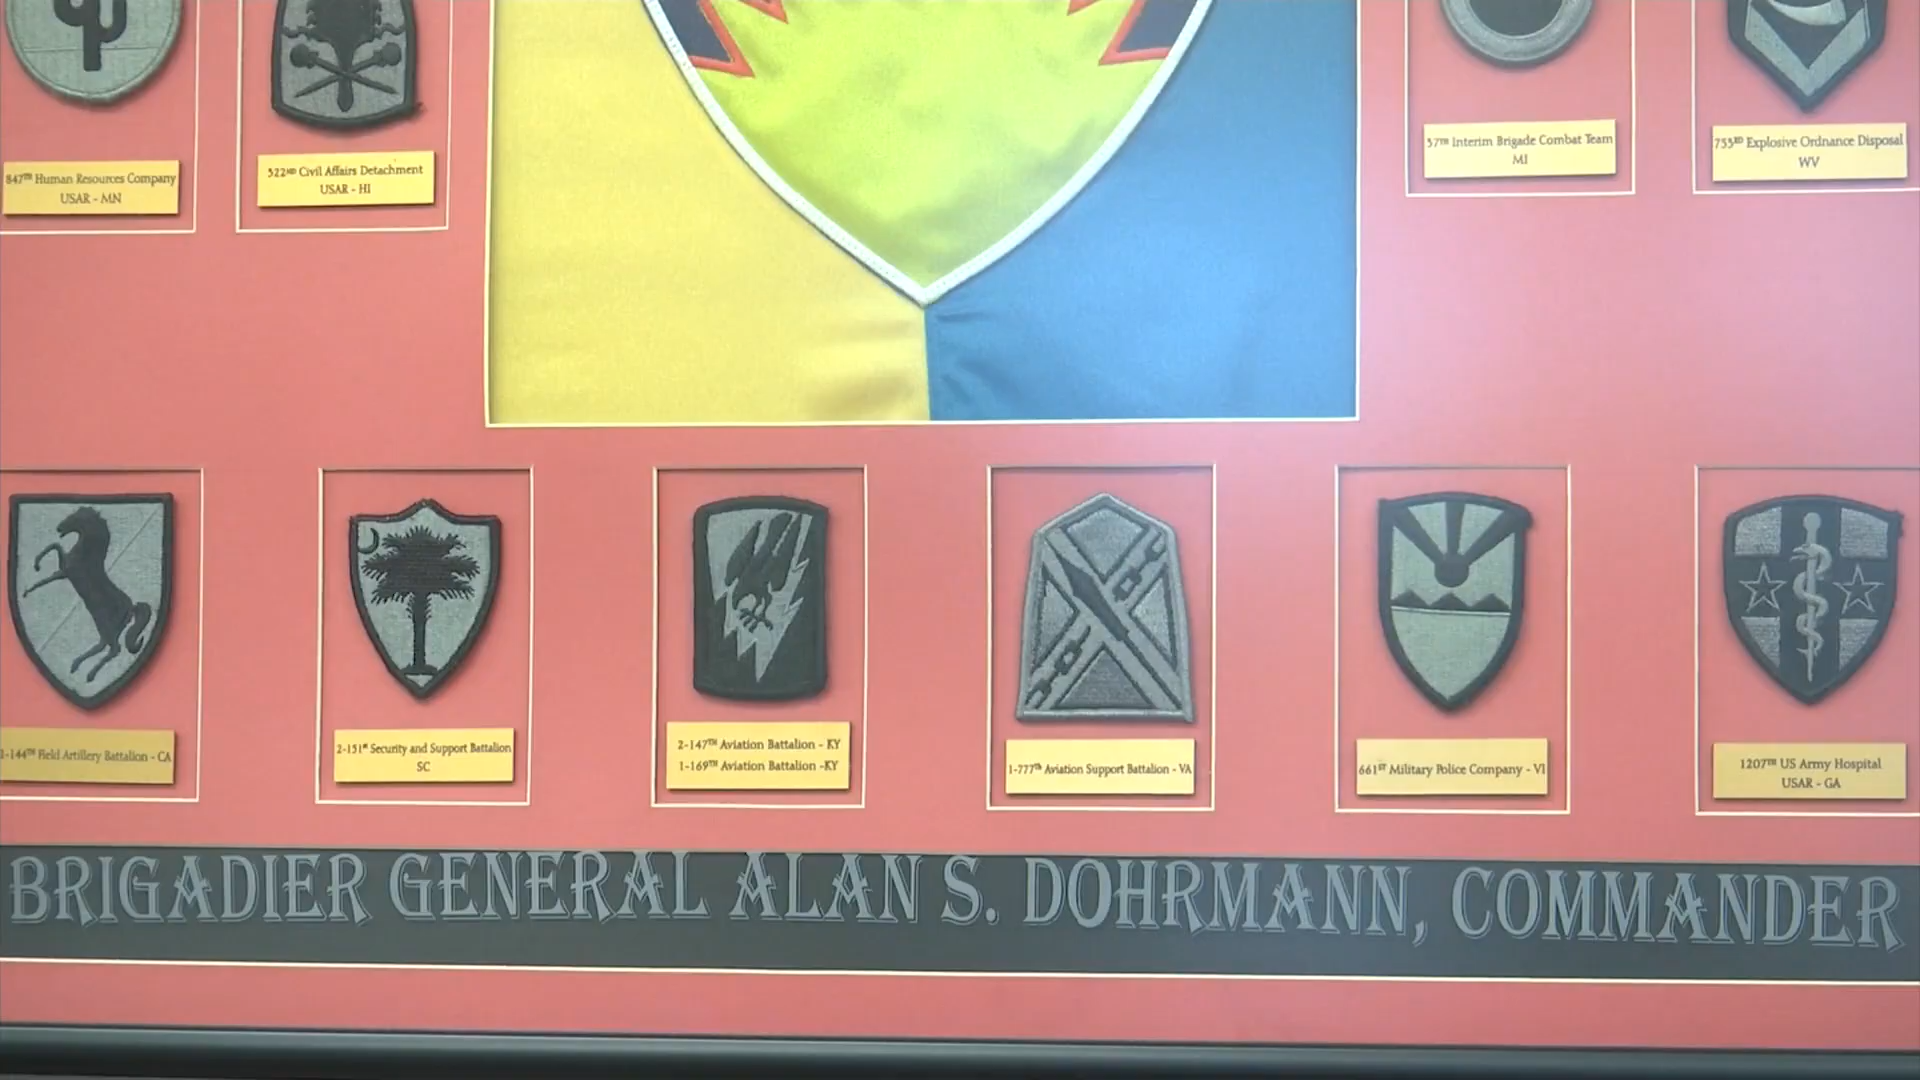 847TH Human Resources Company
USAR - MN
322ND Civil Affairs Detachment
USAR - HI
37TH Interim Brigade Combat Team
MI
753RD Explosive Ordnance Disposal
WV
1-144TH Field Artillery Battalion - CA
2-151ST Security and Support Battalion
SC
2-147TH Aviation Battalion - KY
1-169TH Aviation Battalion -KY
1-777th Aviation Support Battalion - VA
661ST Military Police Company - VI
1207TH US Army Hospital
USAR - GA
BRIGADIER GENERAL ALAN S. DOHRMANN, COMMANDER